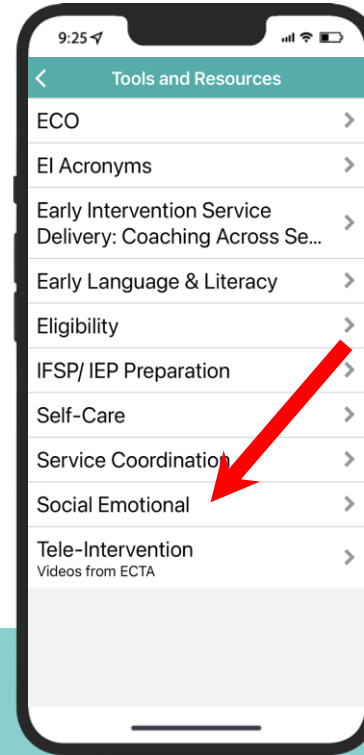 9:25
Tools and Resources
ECO
EI Acronyms
Early Intervention Service
Delivery: Coaching Across Se...
Early Language & Literacy
Eligibility
IFSP/ IEP Preparation
Self-Care
Service Coordination
Social Emotional
Tele-Intervention
Videos from ECTA